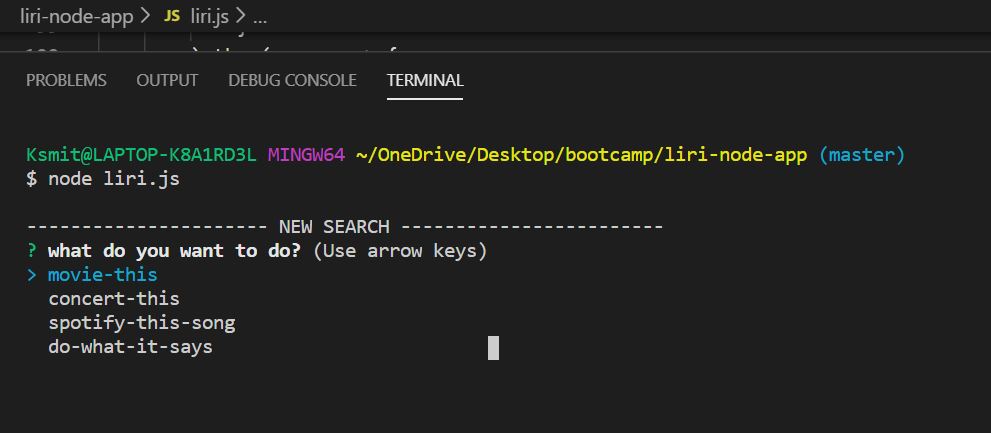 liri-node-app > JS liri.js > ...
PROBLEMS OUTPUT DEBUG CONSOLE TERMINAL
Ksmit@LAPTOP-K8A1RD3L MINGW64 ~/OneDrive/Desktop/bootcamp/liri-node-app (master)
$ node liri.js
---------------------- NEW SEARCH ------------------------
? what do you want to do? (Use arrow keys)
> movie-this
concert-this
spotify-this-song
do-what-it-says